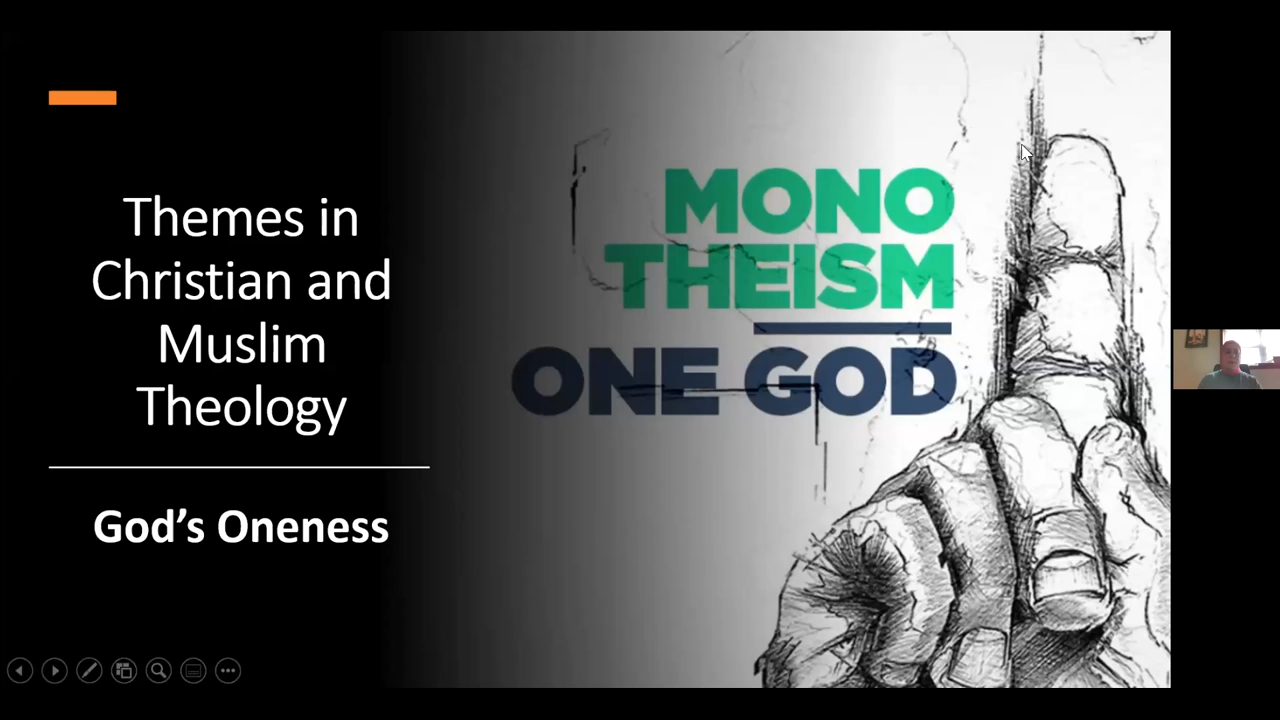 Themes in
Christian and
Muslim
Theology
God's Oneness
MONO
THEISM
ONE GOD